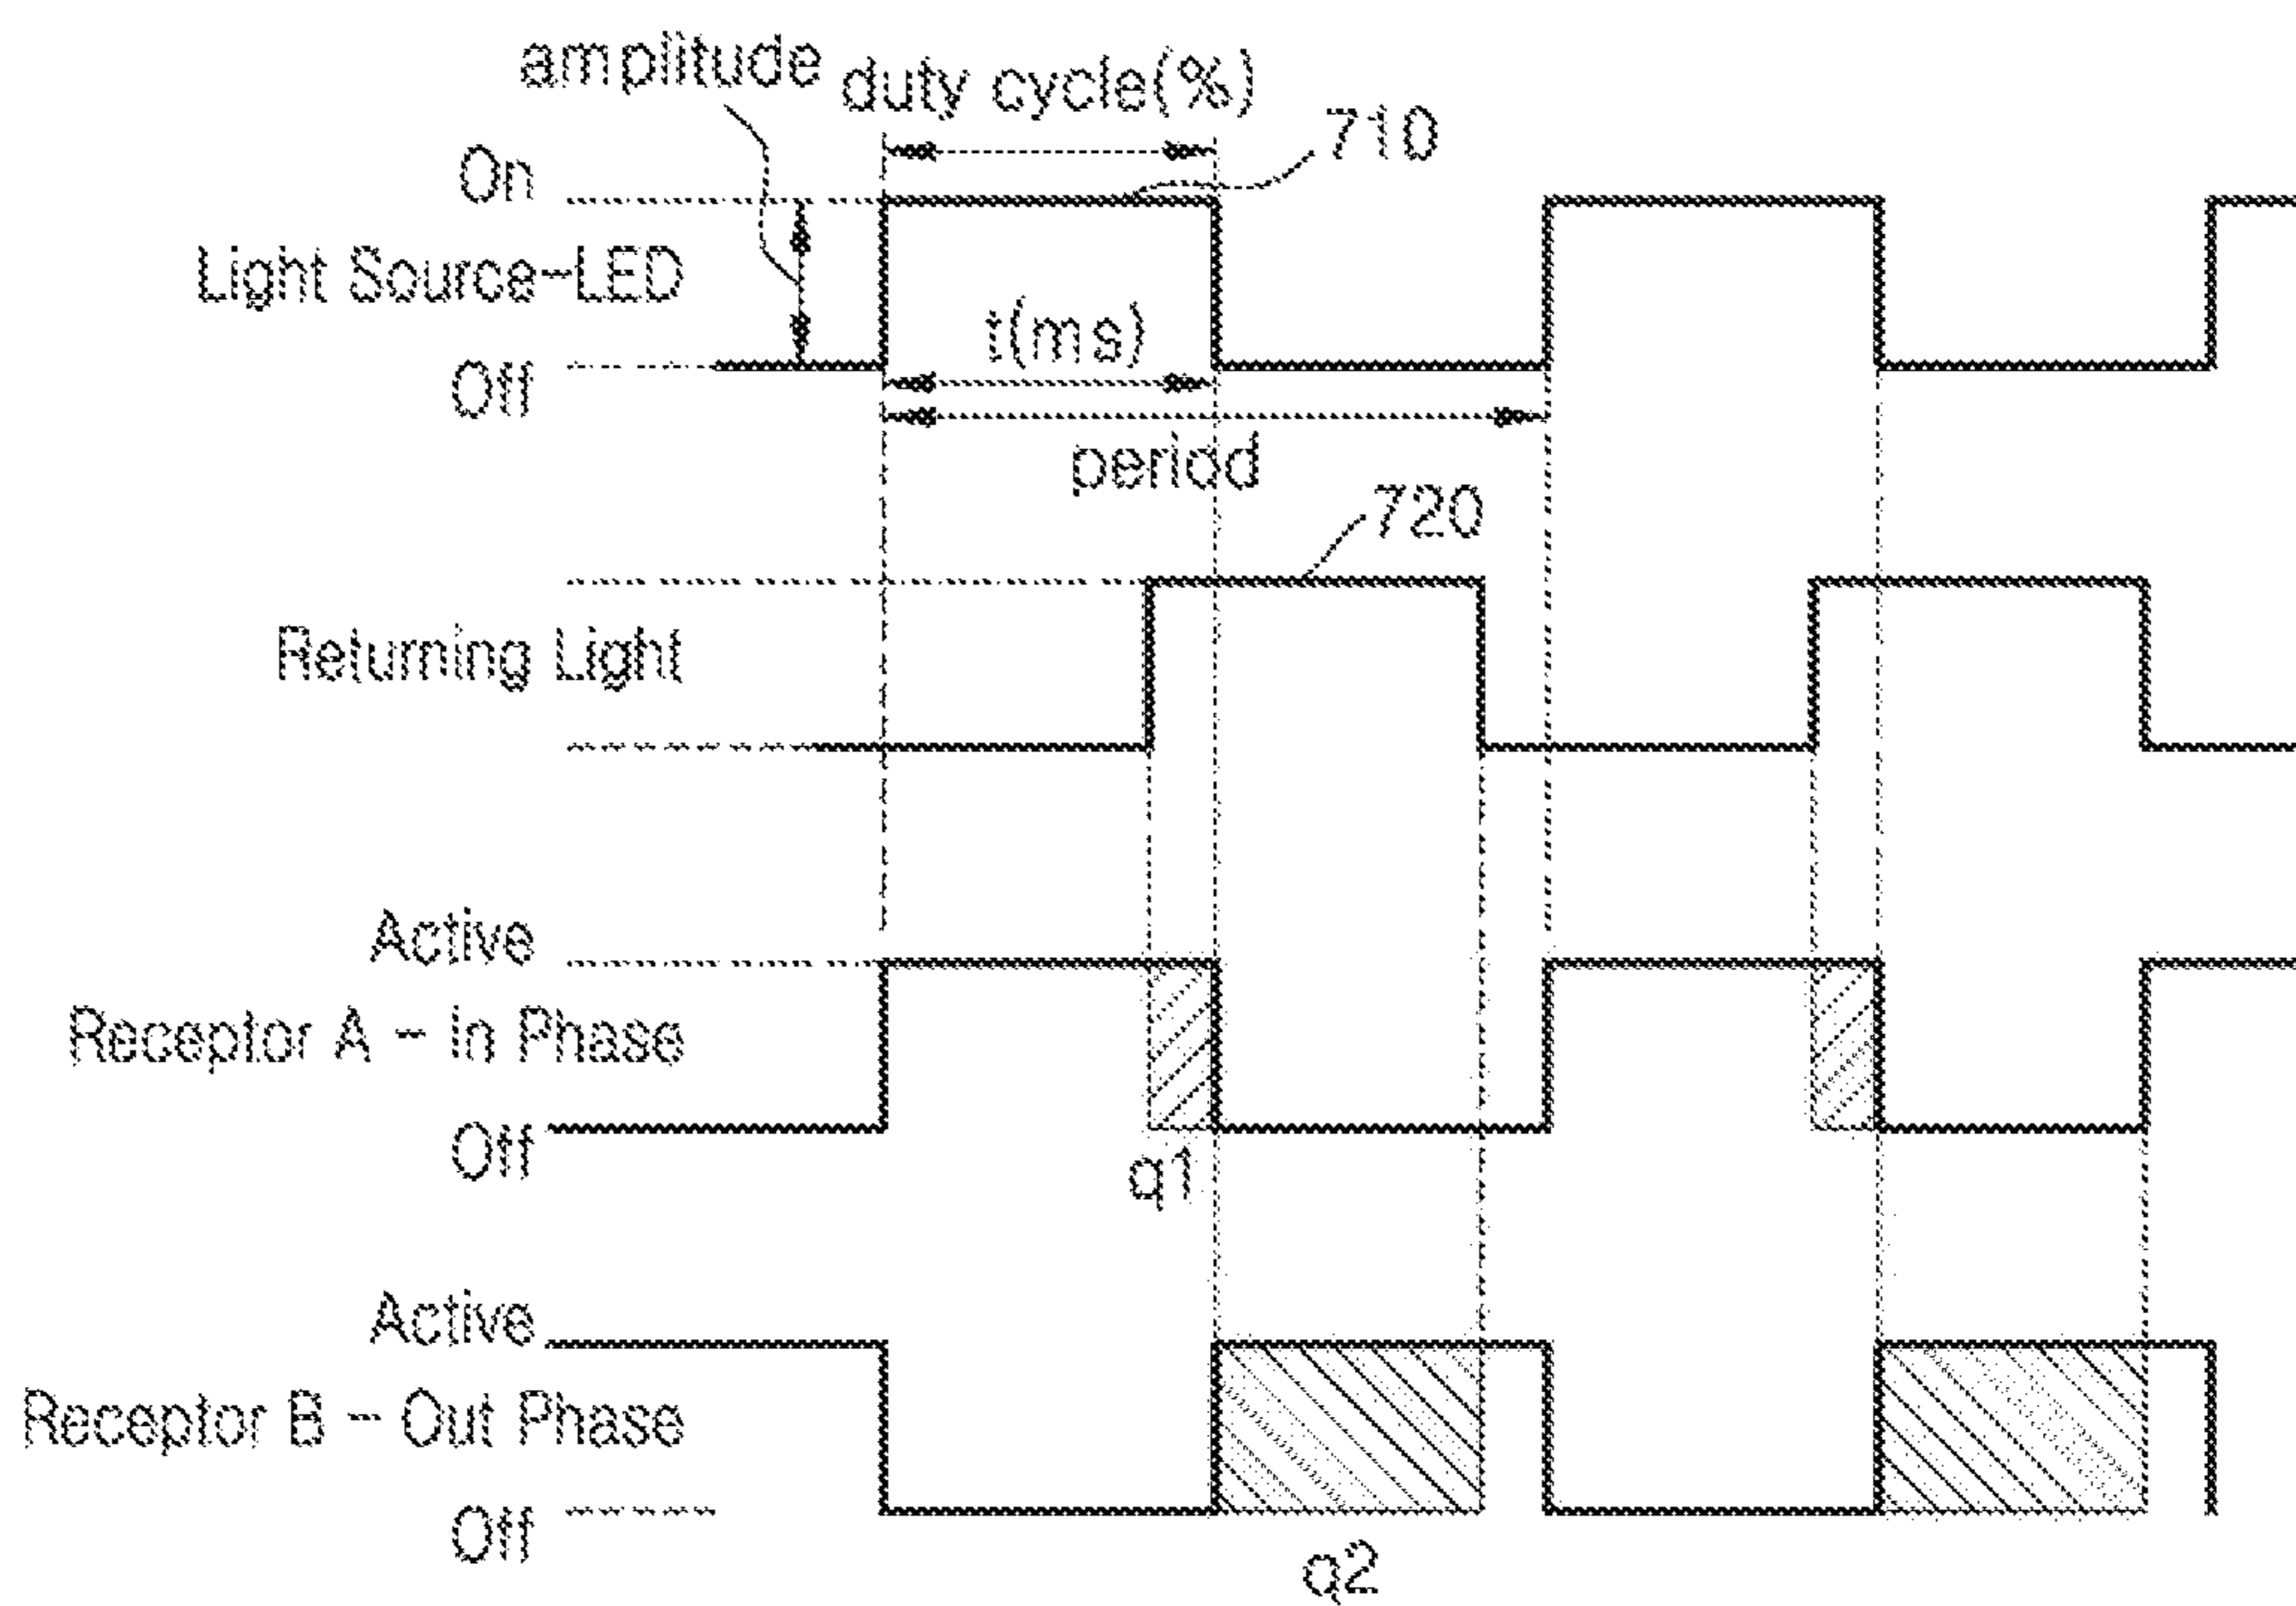 amplitude
duty cycle(%)
710
On
Light Source-LED
t(ms)
Off
period
720
Returning Light
Active
Receptor A - In Phase
Off
q1
Active
Receptor B - Out Phase
Off
q2